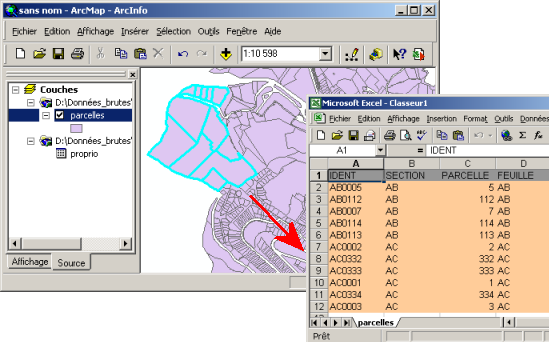 sans nom - ArcMap - ArcInfo
Fichier Edition Affichage Insérer Sélection Outils Fenêtre Aide
1:10 598
Couches
D:\Données_brutes'
parcelles
D:\Données_brutes'
proprio
Affichage Source
Microsoft Excel - Classeur1
Fichier Edition Affichage Insertion Format Outils Données
A1 = IDENT
A B C D
1 IDENT SECTION PARCELLE FEUILLE
2 AB0005 AB 5 AB
3 AB0112 AB 112 AB
4 AB0007 AB 7 AB
5 AB0114 AB 114 AB
6 AB0113 AB 113 AB
7 AC0002 AC 2 AC
8 AC0332 AC 332 AC
9 AC0333 AC 333 AC
10 AC0001 AC 1 AC
11 AC0334 AC 334 AC
12 AC0003 AC 3 AC
parcelles
Prêt